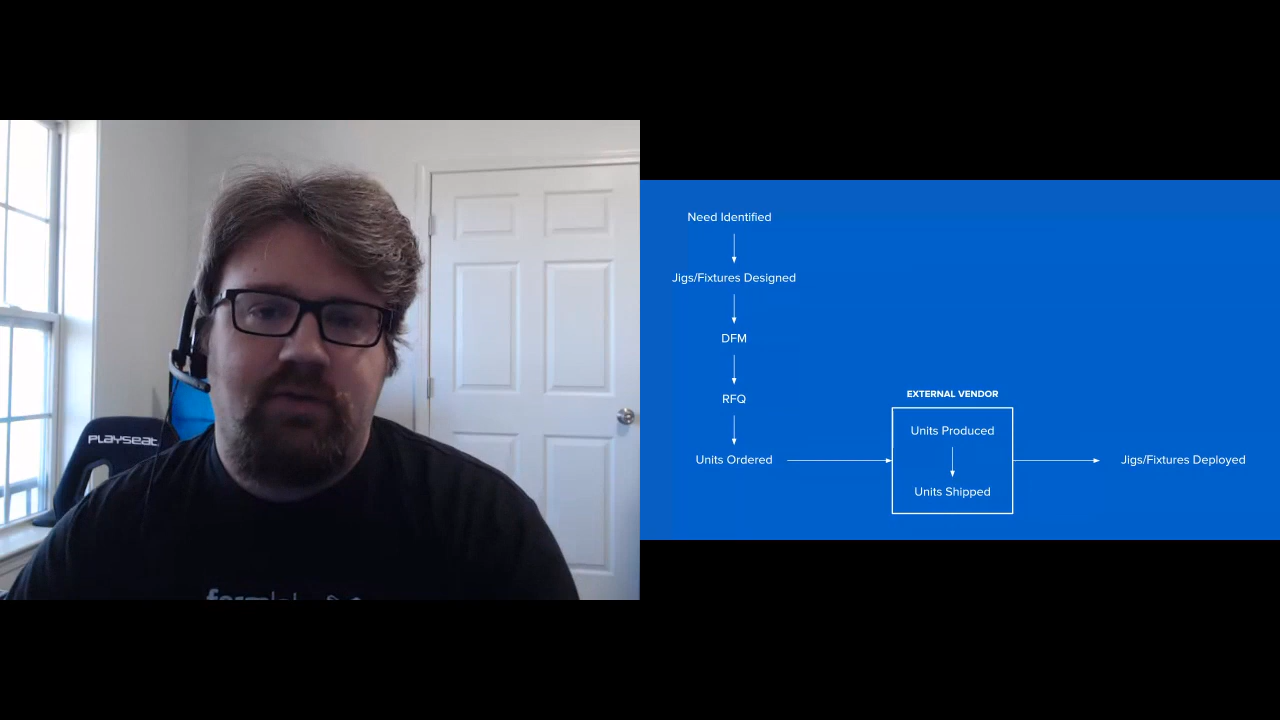 PLAYSEAT
formlabs
Need Identified
Jigs/Fixtures Designed
DFM
RFQ
Units Ordered
EXTERNAL VENDOR
Units Produced
Units Shipped
Jigs/Fixtures Deployed